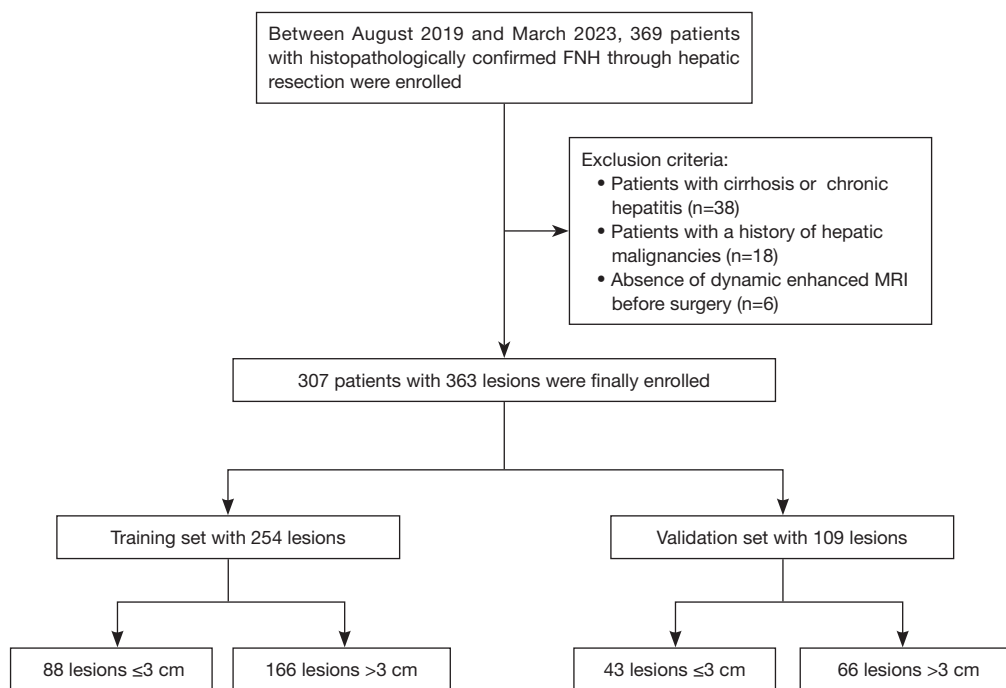 Between August 2019 and March 2023, 369 patients
with histopathologically confirmed FNH through hepatic
resection were enrolled
Exclusion criteria:
• Patients with cirrhosis or chronic
hepatitis (n=38)
• Patients with a history of hepatic
malignancies (n=18)
• Absence of dynamic enhanced MRI
before surgery (n=6)
307 patients with 363 lesions were finally enrolled
Training set with 254 lesions
Validation set with 109 lesions
88 lesions ≤3 cm
166 lesions >3 cm
43 lesions ≤3 cm
66 lesions >3 cm